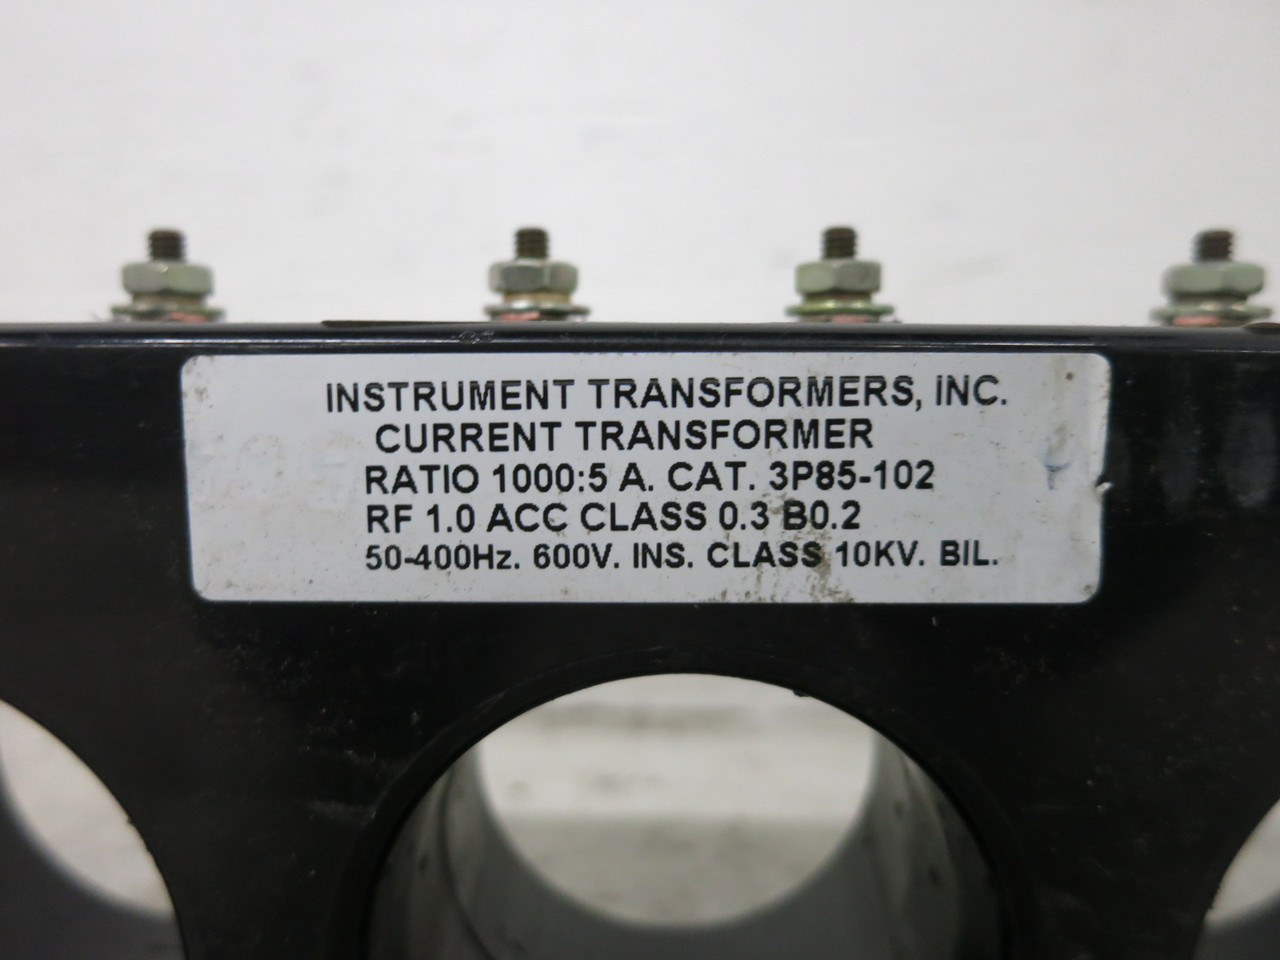 INSTRUMENT TRANSFORMERS, INC.
CURRENT TRANSFORMER
RATIO 1000:5 A. CAT. 3P85-102
RF 1.0 ACC CLASS 0.3 B0.2
50-400Hz. 600V. INS. CLASS 10KV. BIL.